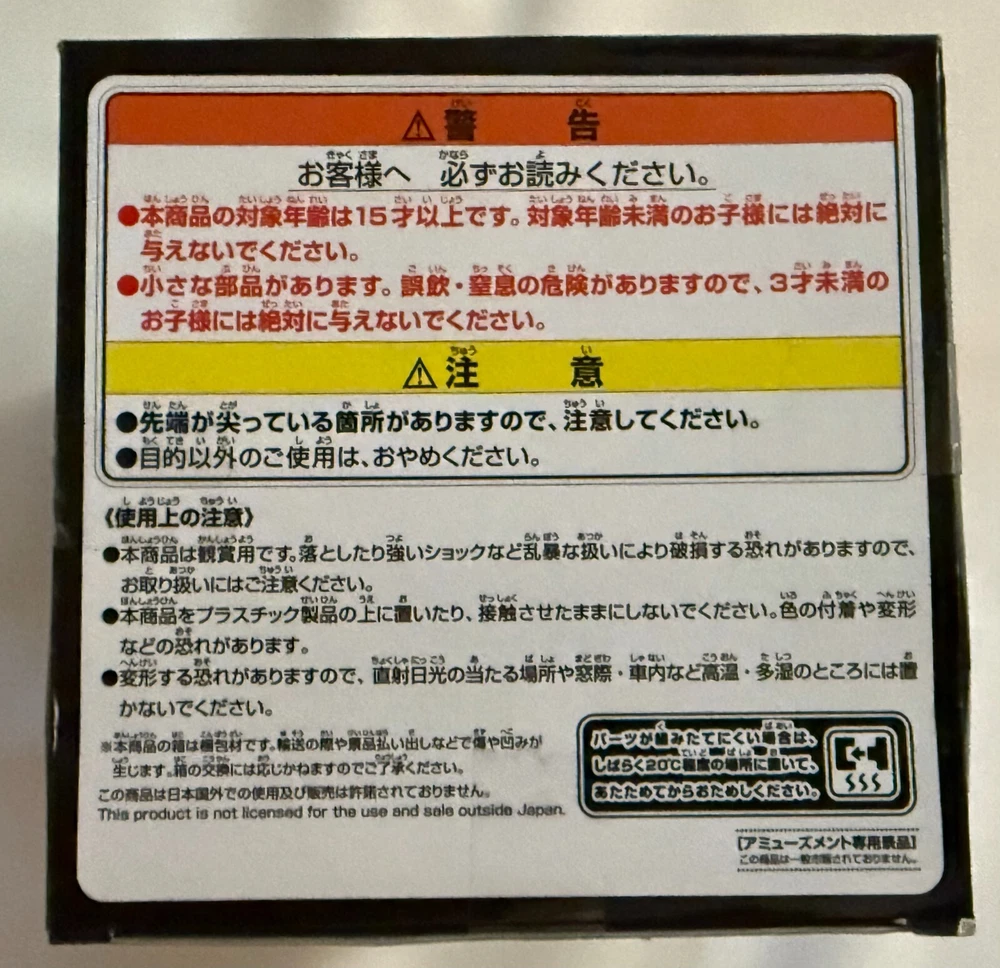 ⚠警告
お客様へ 必ずお読みください。
●本商品の対象年齢は15才以上です。対象年齢未満のお子様には絶対に
与えないでください。
●小さな部品があります。誤飲・窒息の危険がありますので、3才未満の
お子様には絶対に与えないでください。
⚠注意
●先端が尖っている箇所がありますので、注意してください。
●目的以外のご使用は、おやめください。
《使用上の注意》
●本商品は観賞用です。落としたり強いショックなど乱暴な扱いにより破損する恐れがありますので、
お取り扱いにはご注意ください。
●本商品をプラスチック製品の上に置いたり、接触させたままにしないでください。色の付着や変形
などの恐れがあります。
●変形する恐れがありますので、直射日光の当たる場所や窓際・車内など高温・多湿のところには置
かないでください。
※本商品の箱は梱包材です。輸送の際や景品払い出しなどで傷や凹みが
生じます。箱の交換には応じかねますのでご了承ください。
この商品は日本国外での使用及び販売は許諾されておりません。
This product is not licensed for the use and sale outside Japan.
パーツが組みたてにくい場合は、
しばらく20℃程度の場所に置いて、
あたためてからおためしください。
[アミューズメント専用景品]
この商品は一般市販されておりません。